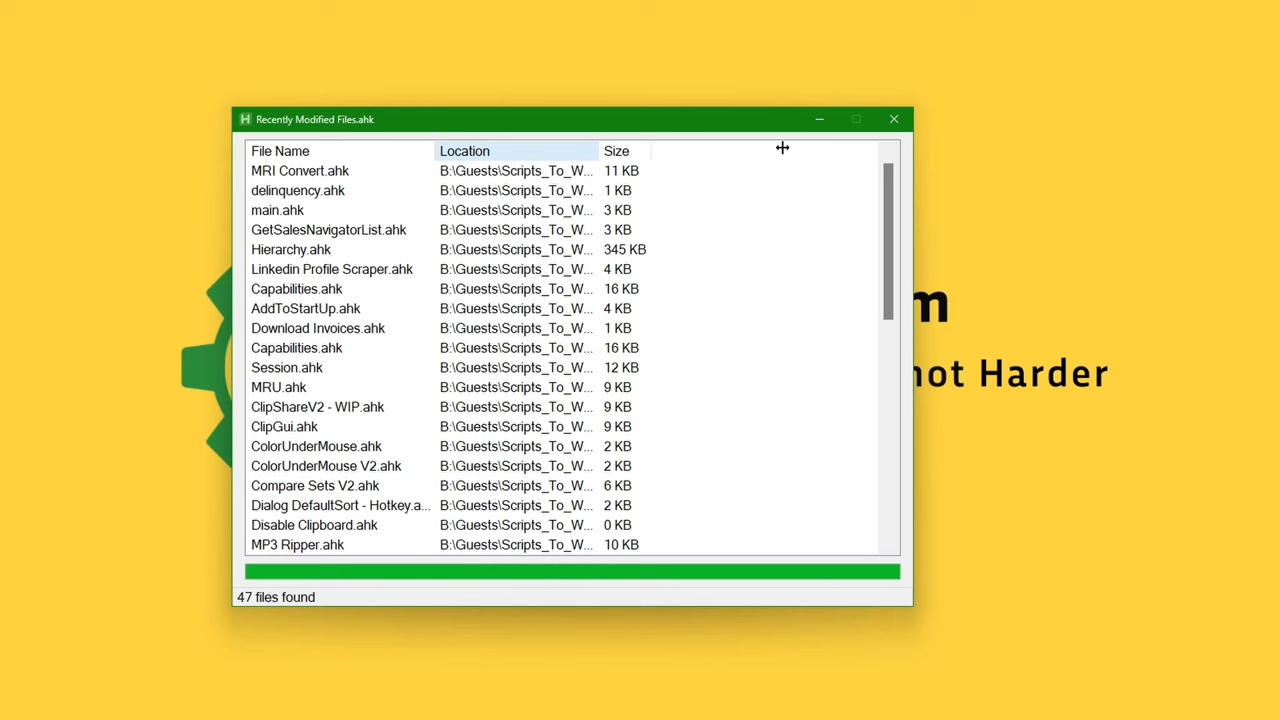 Recently Modified Files.ahk
File Name Location Size
MRI Convert.ahk B:\Guests\Scripts_To_W... 11 KB
delinquency.ahk B:\Guests\Scripts_To_W... 1 KB
main.ahk B:\Guests\Scripts_To_W... 3 KB
GetSalesNavigatorList.ahk B:\Guests\Scripts_To_W... 3 KB
Hierarchy.ahk B:\Guests\Scripts_To_W... 345 KB
Linkedin Profile Scraper.ahk B:\Guests\Scripts_To_W... 4 KB
Capabilities.ahk B:\Guests\Scripts_To_W... 16 KB
AddToStartUp.ahk B:\Guests\Scripts_To_W... 4 KB
Download Invoices.ahk B:\Guests\Scripts_To_W... 1 KB
Capabilities.ahk B:\Guests\Scripts_To_W... 16 KB
Session.ahk B:\Guests\Scripts_To_W... 12 KB
MRU.ahk B:\Guests\Scripts_To_W... 9 KB
ClipShareV2 - WIP.ahk B:\Guests\Scripts_To_W... 9 KB
ClipGui.ahk B:\Guests\Scripts_To_W... 9 KB
ColorUnderMouse.ahk B:\Guests\Scripts_To_W... 2 KB
ColorUnderMouse V2.ahk B:\Guests\Scripts_To_W... 2 KB
Compare Sets V2.ahk B:\Guests\Scripts_To_W... 6 KB
Dialog DefaultSort - Hotkey.a... B:\Guests\Scripts_To_W... 2 KB
Disable Clipboard.ahk B:\Guests\Scripts_To_W... 0 KB
MP3 Ripper.ahk B:\Guests\Scripts_To_W... 10 KB
47 files found
m
not Harder